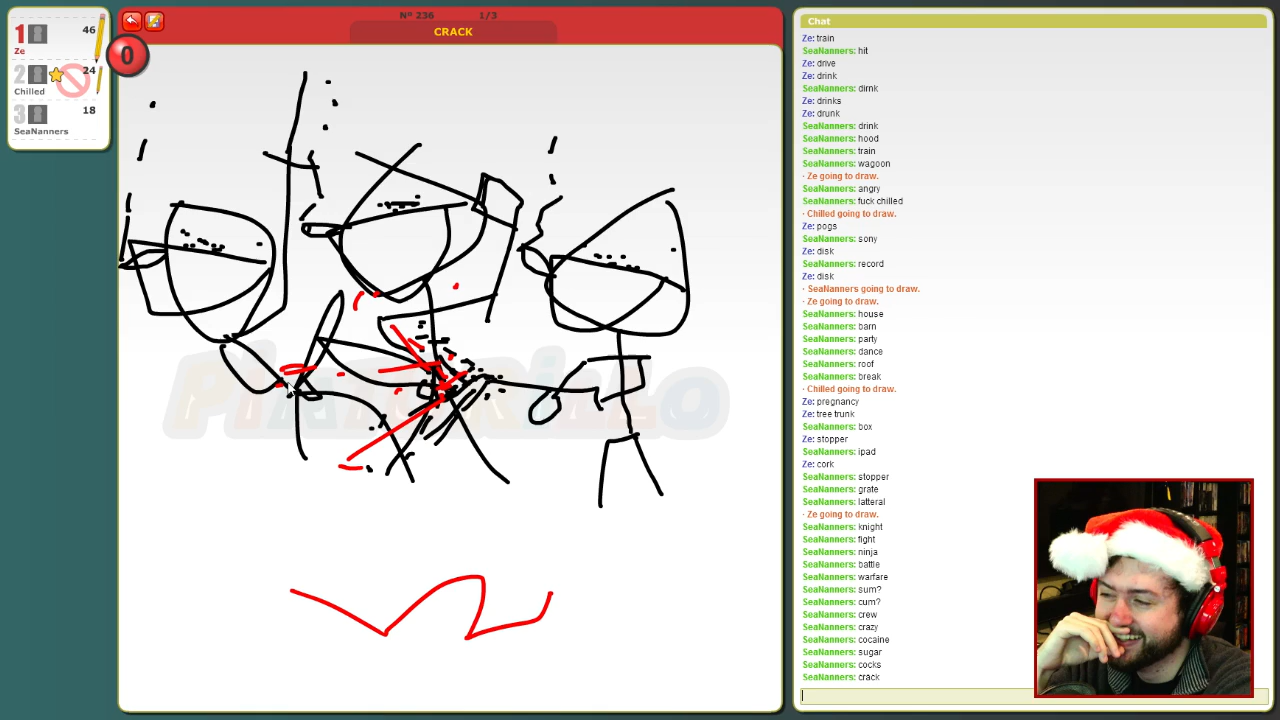 1 46
Ze
0
2 24
Chilled
3 18
SeaNanners
Nº 236 1/3
CRACK
Chat
Ze: train
SeaNanners: hit
Ze: drive
Ze: drink
SeaNanners: dirnk
Ze: drinks
Ze: drunk
SeaNanners: drink
SeaNanners: hood
SeaNanners: train
SeaNanners: wagoon
· Ze going to draw.
SeaNanners: angry
SeaNanners: fuck chilled
· Chilled going to draw.
Ze: pogs
SeaNanners: sony
Ze: disk
SeaNanners: record
Ze: disk
· SeaNanners going to draw.
· Ze going to draw.
SeaNanners: house
SeaNanners: barn
SeaNanners: party
SeaNanners: dance
SeaNanners: roof
SeaNanners: break
· Chilled going to draw.
Ze: pregnancy
Ze: tree trunk
SeaNanners: box
Ze: stopper
SeaNanners: ipad
Ze: cork
SeaNanners: stopper
SeaNanners: grate
SeaNanners: latteral
· Ze going to draw.
SeaNanners: knight
SeaNanners: fight
SeaNanners: ninja
SeaNanners: battle
SeaNanners: warfare
SeaNanners: sum?
SeaNanners: cum?
SeaNanners: crew
SeaNanners: crazy
SeaNanners: cocaine
SeaNanners: sugar
SeaNanners: cocks
SeaNanners: crack